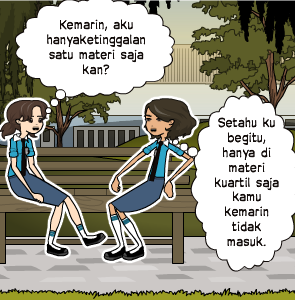 Kemarin, aku
hanyaketinggalan
satu materi saja
kan?
Setahu ku
begitu,
hanya di
materi
kuartil saja
kamu
kemarin
tidak
masuk.